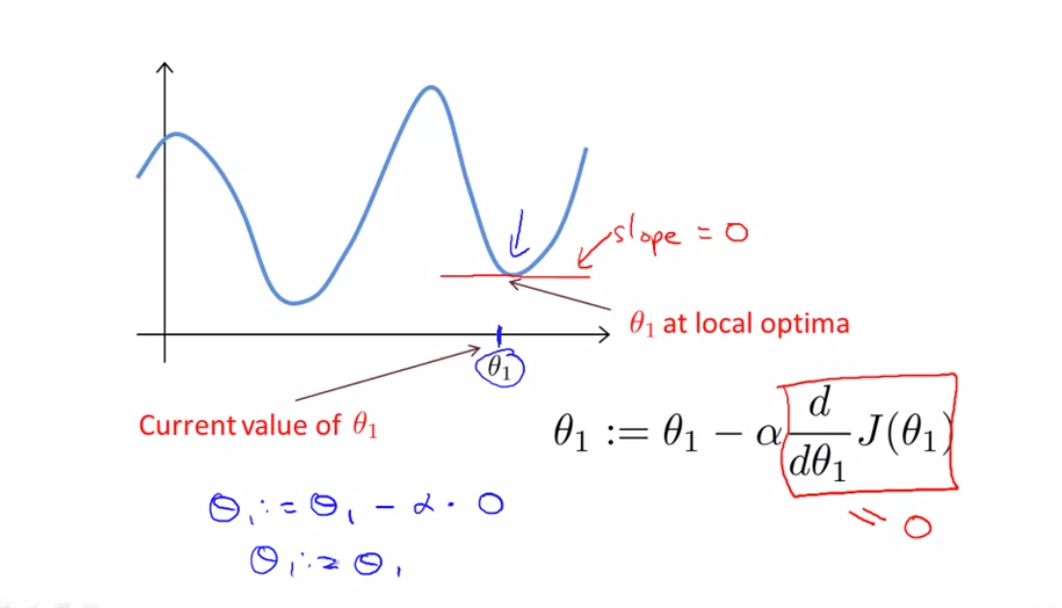 slope = 0
θ₁ at local optima
θ₁
Current value of θ₁
θ₁ := θ₁ − α d/dθ₁ J(θ₁)
= 0
θ₁ := θ₁ − α · 0
θ₁ := θ₁